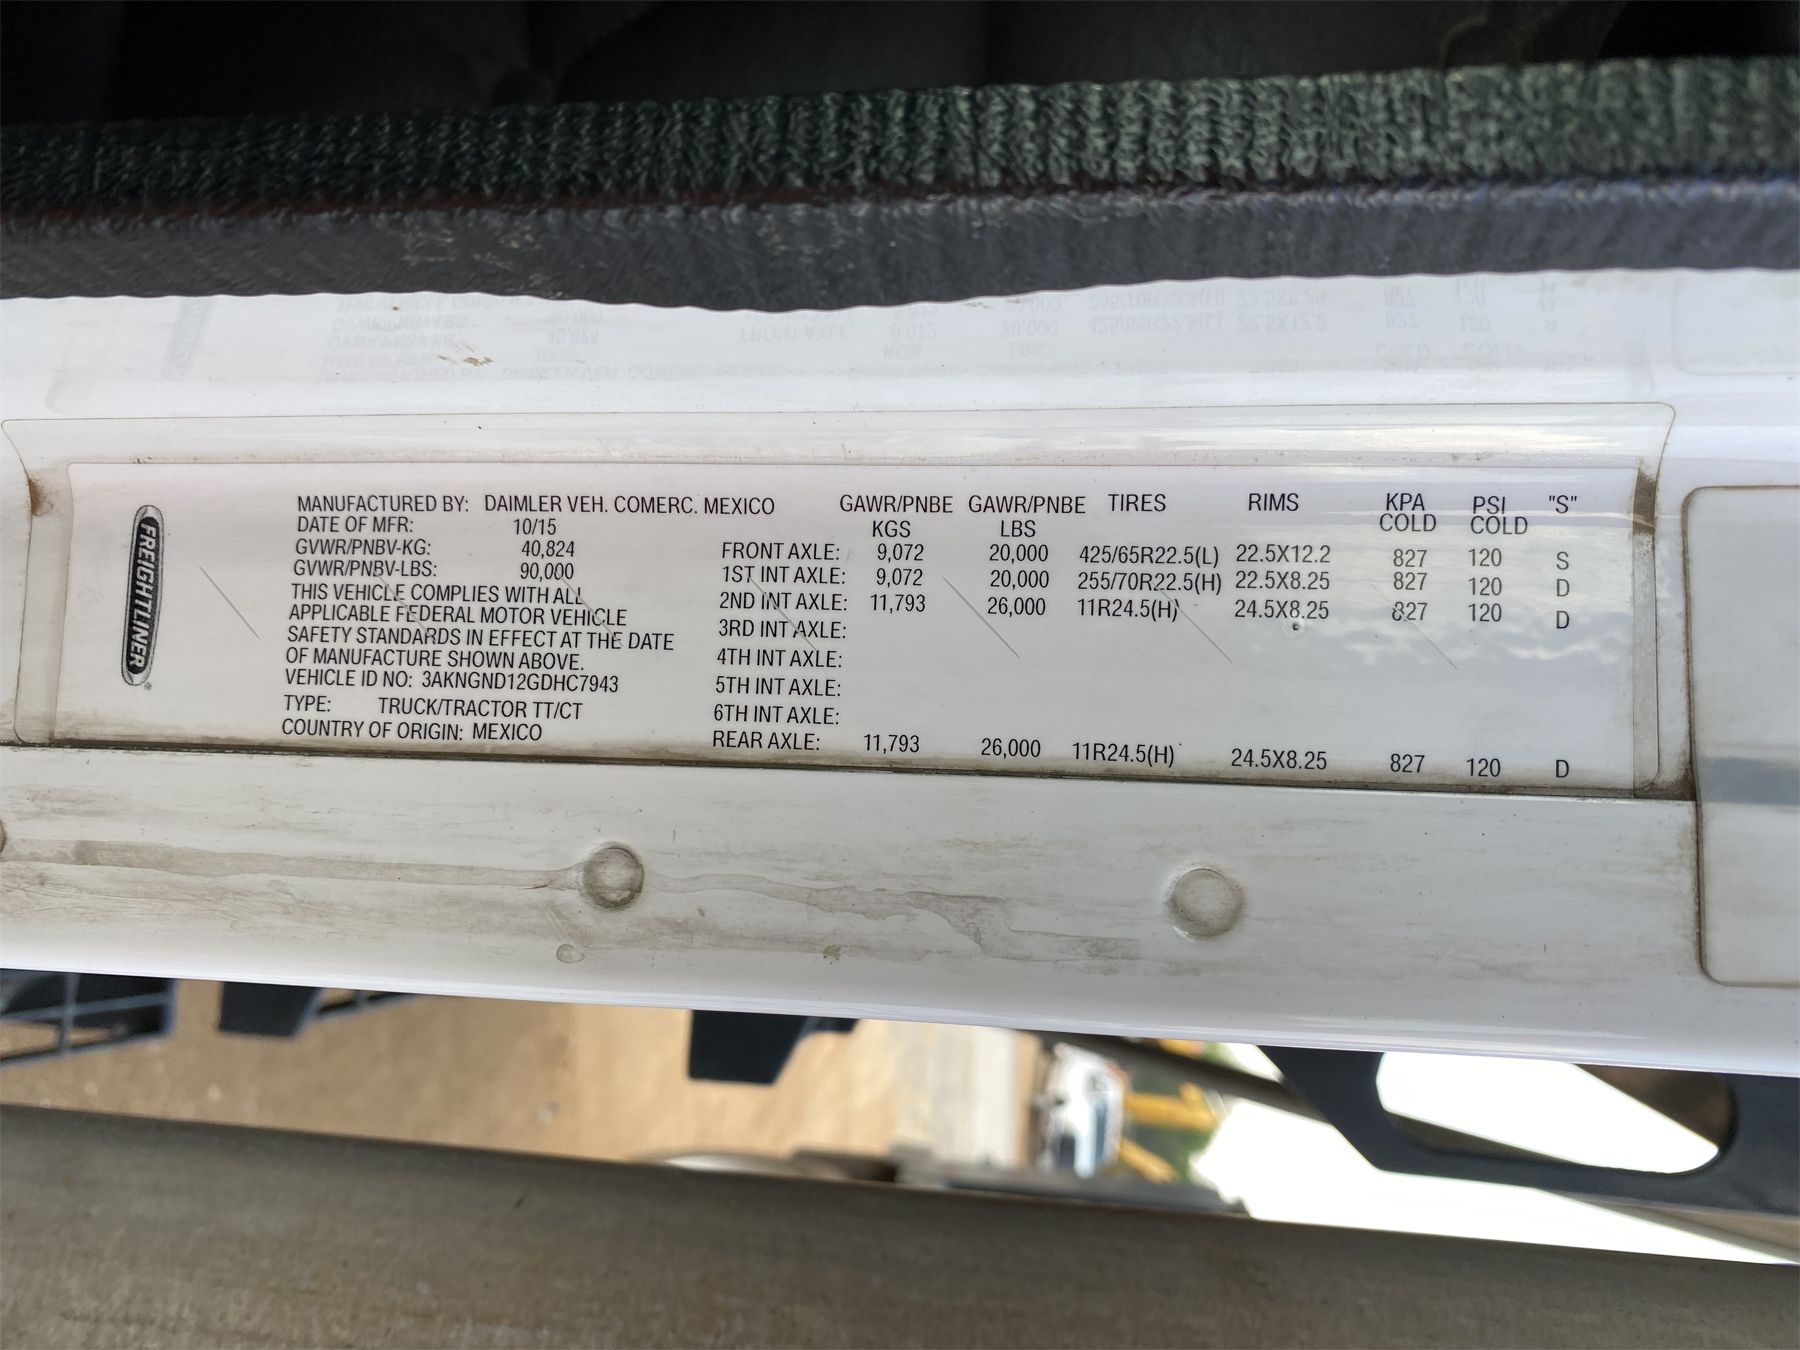 FREIGHTLINER
MANUFACTURED BY: DAIMLER VEH. COMERC. MEXICO
DATE OF MFR: 10/15
GVWR/PNBV-KG: 40,824
GVWR/PNBV-LBS: 90,000
THIS VEHICLE COMPLIES WITH ALL
APPLICABLE FEDERAL MOTOR VEHICLE
SAFETY STANDARDS IN EFFECT AT THE DATE
OF MANUFACTURE SHOWN ABOVE.
VEHICLE ID NO: 3AKNGND12GDHC7943
TYPE: TRUCK/TRACTOR TT/CT
COUNTRY OF ORIGIN: MEXICO
GAWR/PNBE GAWR/PNBE TIRES RIMS KPA PSI "S"
KGS LBS COLD COLD
FRONT AXLE: 9,072 20,000 425/65R22.5(L) 22.5X12.2 827 120 S
1ST INT AXLE: 9,072 20,000 255/70R22.5(H) 22.5X8.25 827 120 D
2ND INT AXLE: 11,793 26,000 11R24.5(H) 24.5X8.25 827 120 D
3RD INT AXLE:
4TH INT AXLE:
5TH INT AXLE:
6TH INT AXLE:
REAR AXLE: 11,793 26,000 11R24.5(H) 24.5X8.25 827 120 D